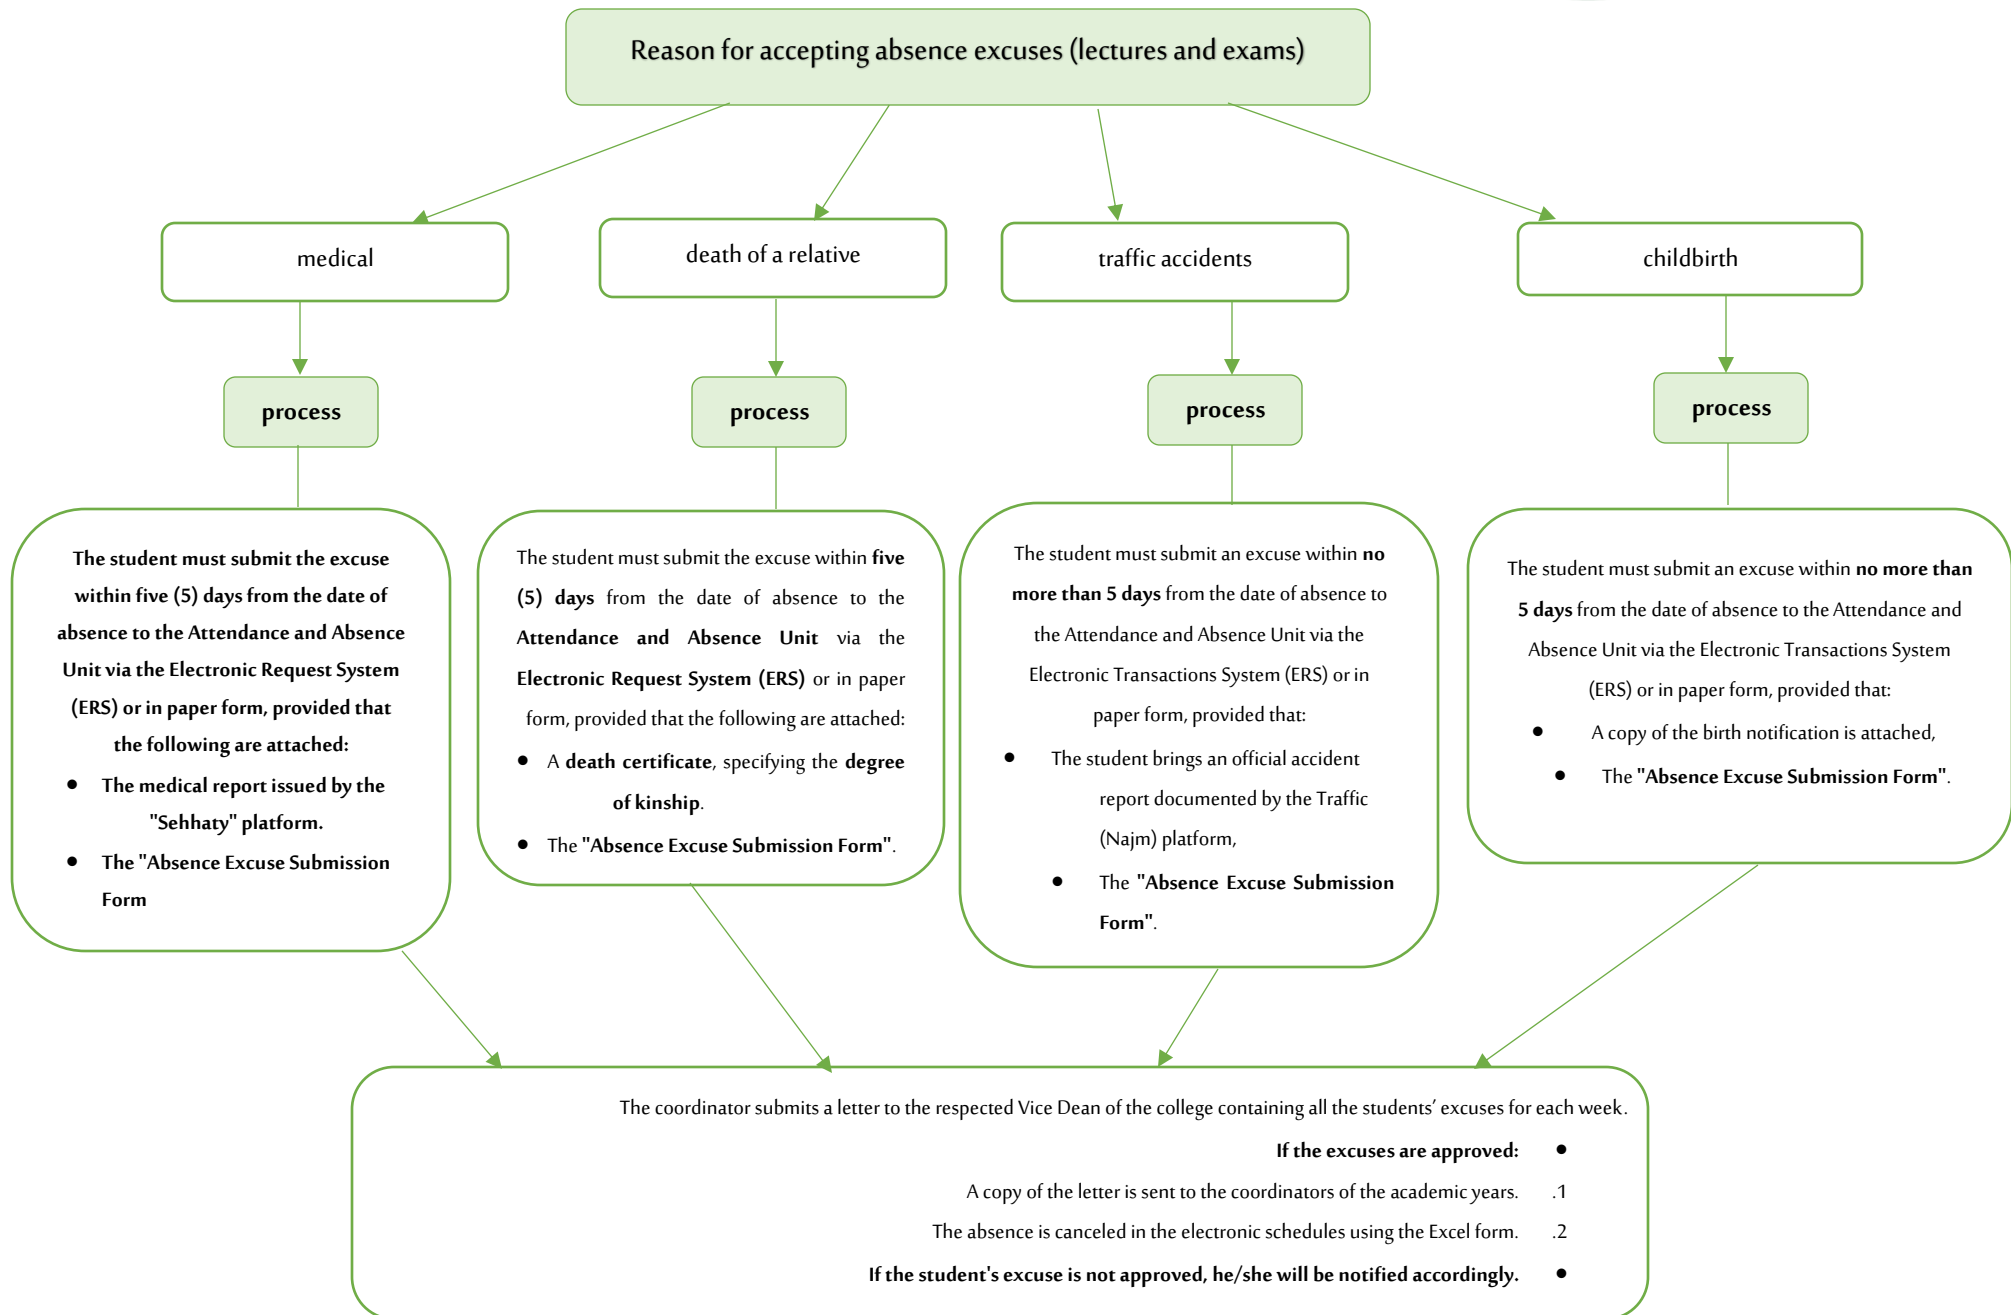 Reason for accepting absence excuses (lectures and exams)
medical
death of a relative
traffic accidents
childbirth
process
process
process
process
The student must submit the excuse
within five (5) days from the date of
absence to the Attendance and Absence
Unit via the Electronic Request System
(ERS) or in paper form, provided that
the following are attached:
● The medical report issued by the
"Sehhaty" platform.
● The "Absence Excuse Submission
Form
The student must submit the excuse within five
(5) days from the date of absence to the
Attendance and Absence Unit via the
Electronic Request System (ERS) or in paper
form, provided that the following are attached:
● A death certificate, specifying the degree
of kinship.
● The "Absence Excuse Submission Form".
The student must submit an excuse within no
more than 5 days from the date of absence to
the Attendance and Absence Unit via the
Electronic Transactions System (ERS) or in
paper form, provided that:
● The student brings an official accident
report documented by the Traffic
(Najm) platform,
● The "Absence Excuse Submission
Form".
The student must submit an excuse within no more than
5 days from the date of absence to the Attendance and
Absence Unit via the Electronic Transactions System
(ERS) or in paper form, provided that:
● A copy of the birth notification is attached,
● The "Absence Excuse Submission Form".
The coordinator submits a letter to the respected Vice Dean of the college containing all the students’ excuses for each week.
If the excuses are approved: ●
A copy of the letter is sent to the coordinators of the academic years. .1
The absence is canceled in the electronic schedules using the Excel form. .2
If the student's excuse is not approved, he/she will be notified accordingly. ●